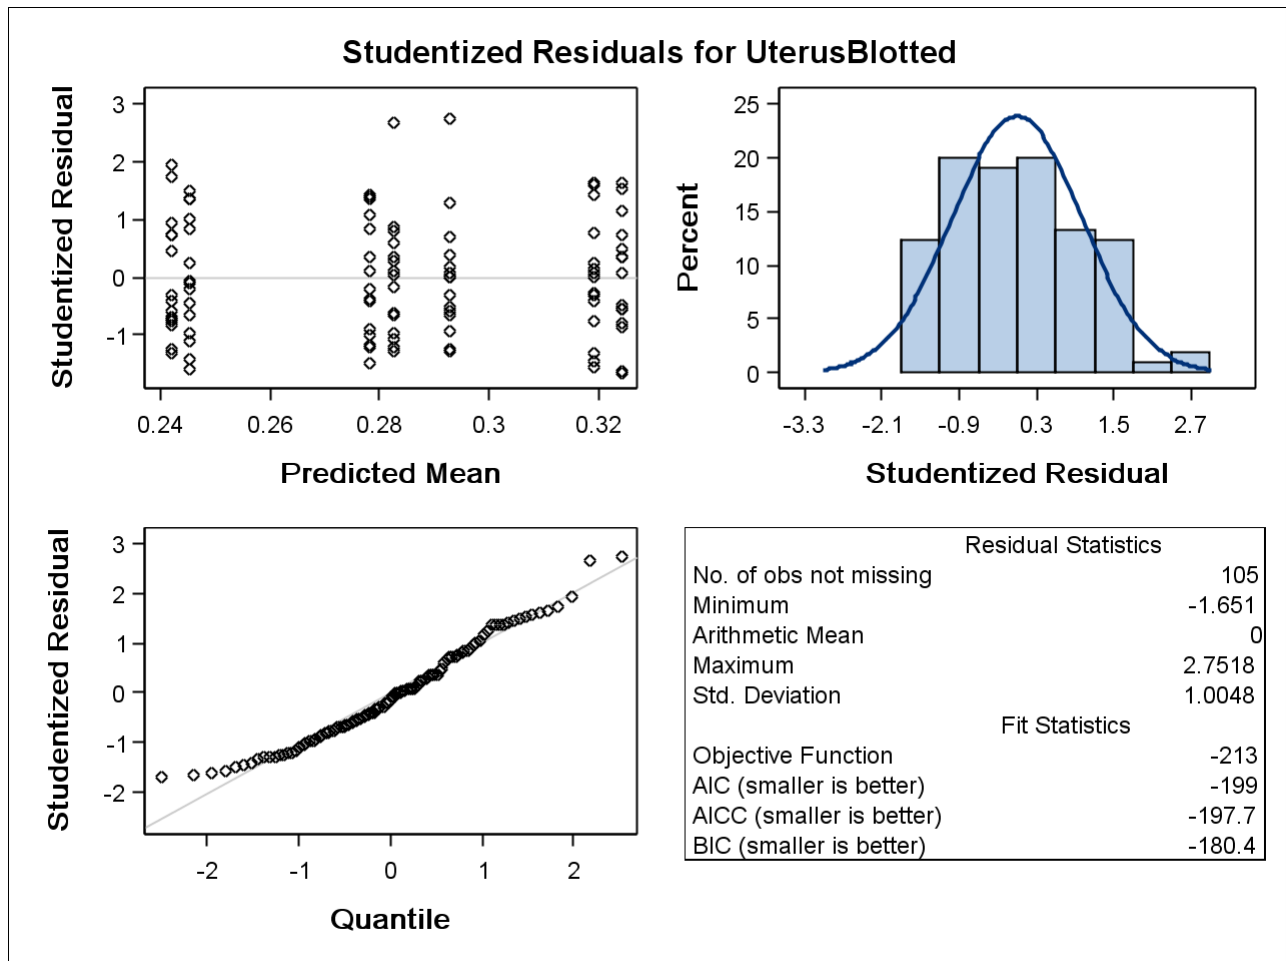 Studentized Residuals for UterusBlotted
Studentized Residual
3
2
1
0
-1
0.24 0.26 0.28 0.3 0.32
Predicted Mean
Percent
25
20
15
10
5
0
-3.3 -2.1 -0.9 0.3 1.5 2.7
Studentized Residual
Studentized Residual
3
2
1
0
-1
-2
-2 -1 0 1 2
Quantile
Residual Statistics
No. of obs not missing 105
Minimum -1.651
Arithmetic Mean 0
Maximum 2.7518
Std. Deviation 1.0048
Fit Statistics
Objective Function -213
AIC (smaller is better) -199
AICC (smaller is better) -197.7
BIC (smaller is better) -180.4